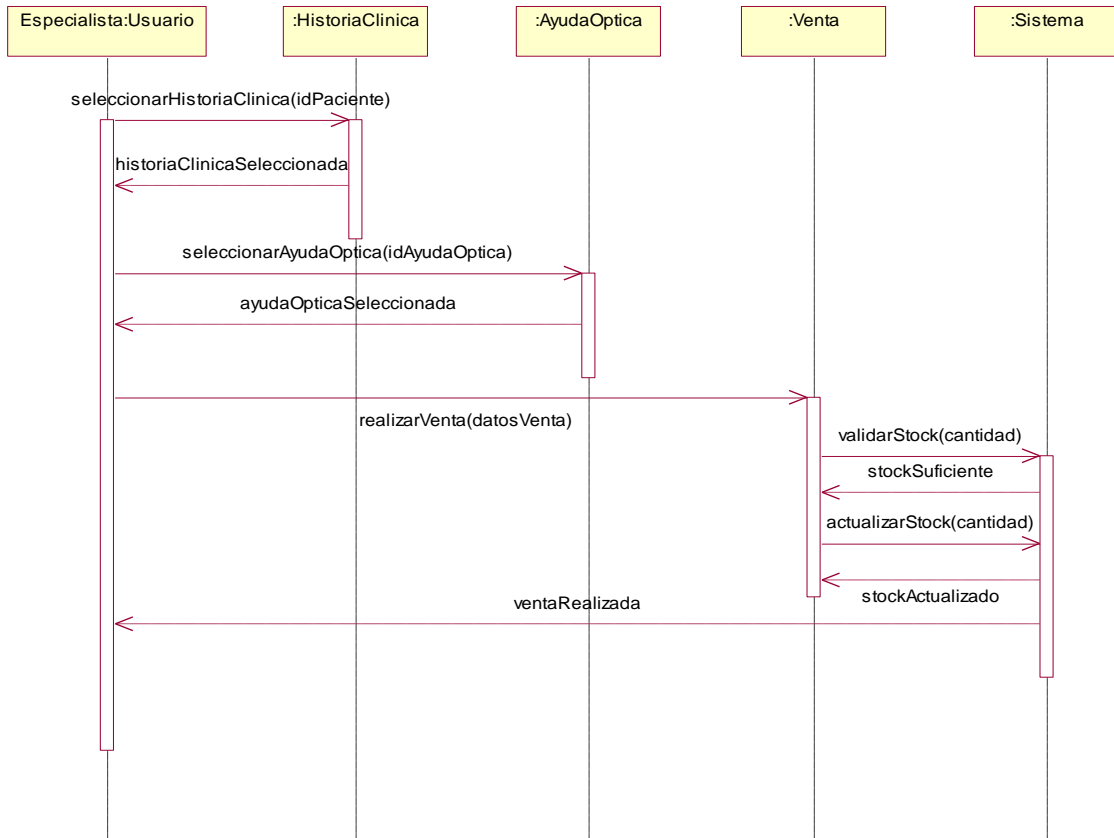 Especialista:Usuario
:HistoriaClinica
:AyudaOptica
:Venta
:Sistema
seleccionarHistoriaClinica(idPaciente)
historiaClinicaSeleccionada
seleccionarAyudaOptica(idAyudaOptica)
ayudaOpticaSeleccionada
realizarVenta(datosVenta)
validarStock(cantidad)
stockSuficiente
actualizarStock(cantidad)
stockActualizado
ventaRealizada